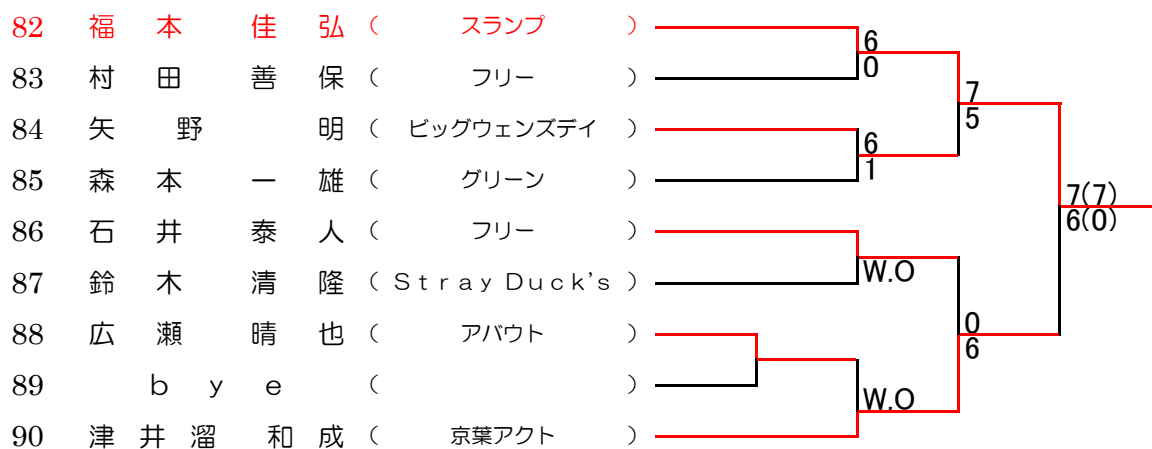 82 福本 佳弘 ( スランプ )
6
83 村田 善保 ( フリー )
0
7
5
84 矢野 明 ( ビッグウェンズデイ )
6
85 森本 一雄 ( グリーン )
1
7(7)
6(0)
86 石井 泰人 ( フリー )
87 鈴木 清隆 ( Stray Duck's )
W.O
88 広瀬 晴也 ( アバウト )
0
6
89 bye ( )
W.O
90 津井溜 和成 ( 京葉アクト )